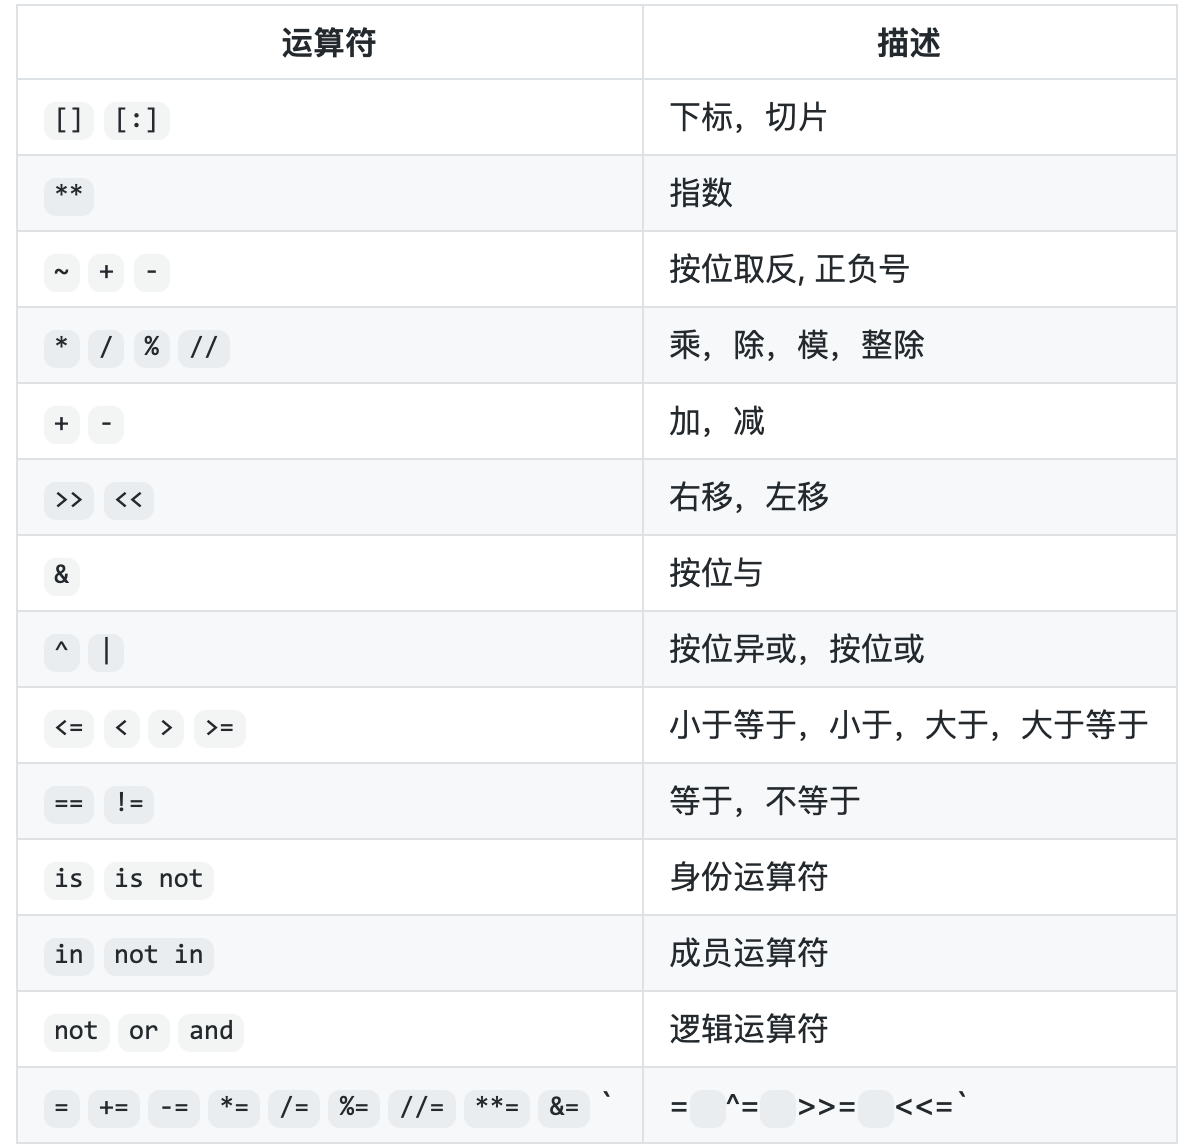 运算符 描述
[] [:] 下标，切片
** 指数
~ + - 按位取反, 正负号
* / % // 乘，除，模，整除
+ - 加，减
>> << 右移，左移
& 按位与
^ | 按位异或，按位或
<= < > >= 小于等于，小于，大于，大于等于
== != 等于，不等于
is is not 身份运算符
in not in 成员运算符
not or and 逻辑运算符
= += -= *= /= %= //= **= &= ` = ^= >>= <<=`